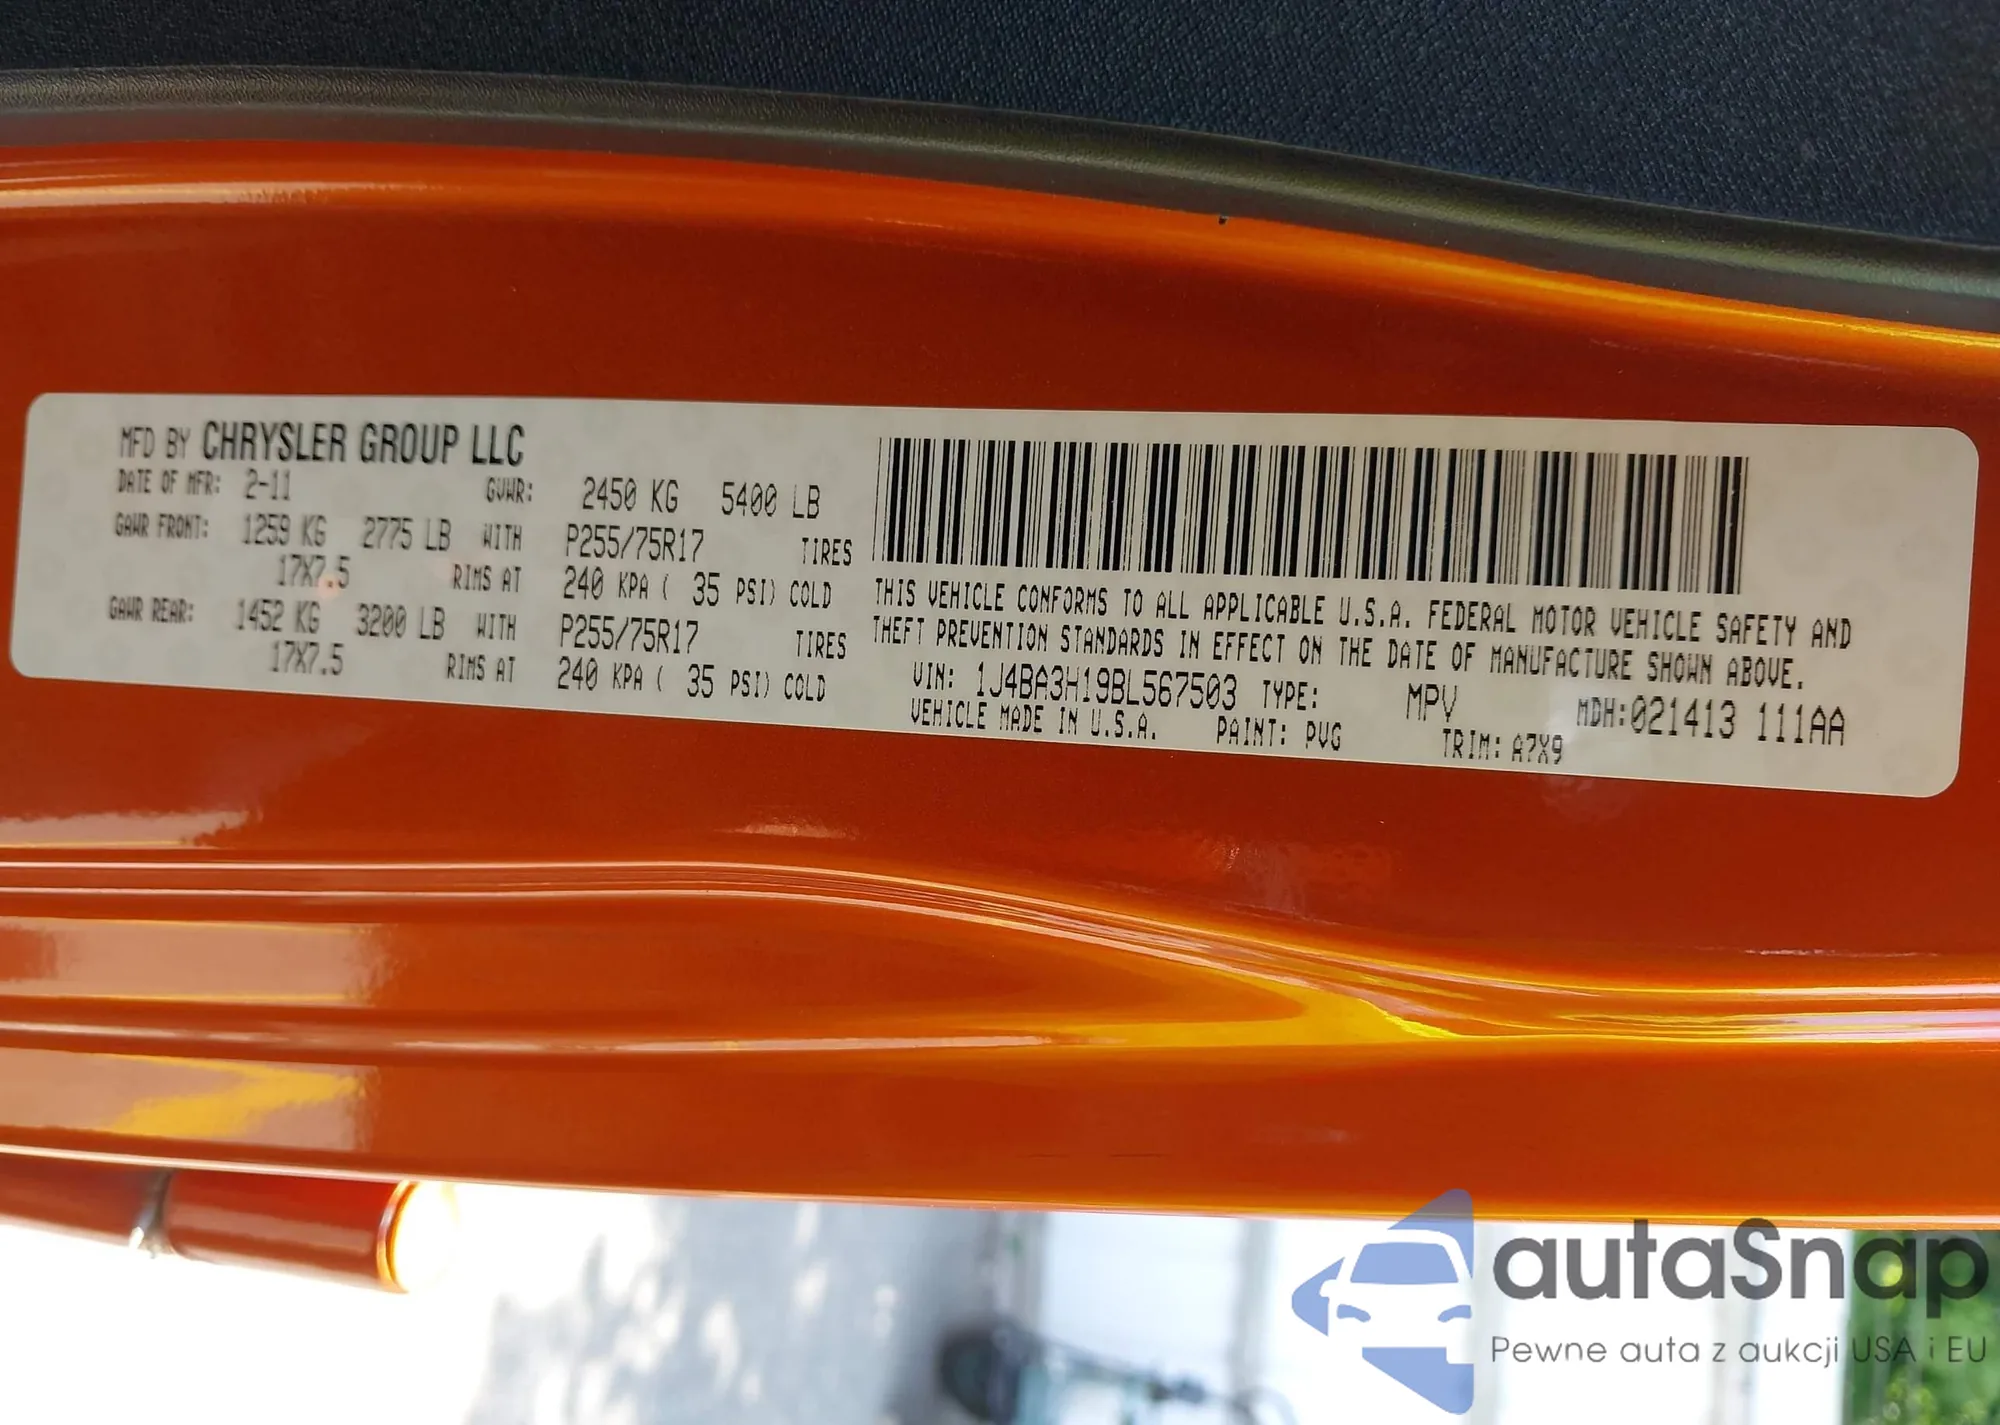 MFD BY CHRYSLER GROUP LLC
DATE OF MFR: 2-11 GVWR: 2450 KG 5400 LB
GAWR FRONT: 1259 KG 2775 LB WITH P255/75R17 TIRES
17X7.5 RIMS AT 240 KPA ( 35 PSI) COLD
GAWR REAR: 1452 KG 3200 LB WITH P255/75R17 TIRES
17X7.5 RIMS AT 240 KPA ( 35 PSI) COLD
THIS VEHICLE CONFORMS TO ALL APPLICABLE U.S.A. FEDERAL MOTOR VEHICLE SAFETY AND
THEFT PREVENTION STANDARDS IN EFFECT ON THE DATE OF MANUFACTURE SHOWN ABOVE.
VIN: 1J4BA3H19BL567503 TYPE: MPV MDH:021413 111AA
VEHICLE MADE IN U.S.A. PAINT: PVG TRIM: A7X9
autaSnap
Pewne auta z aukcji USA i EU